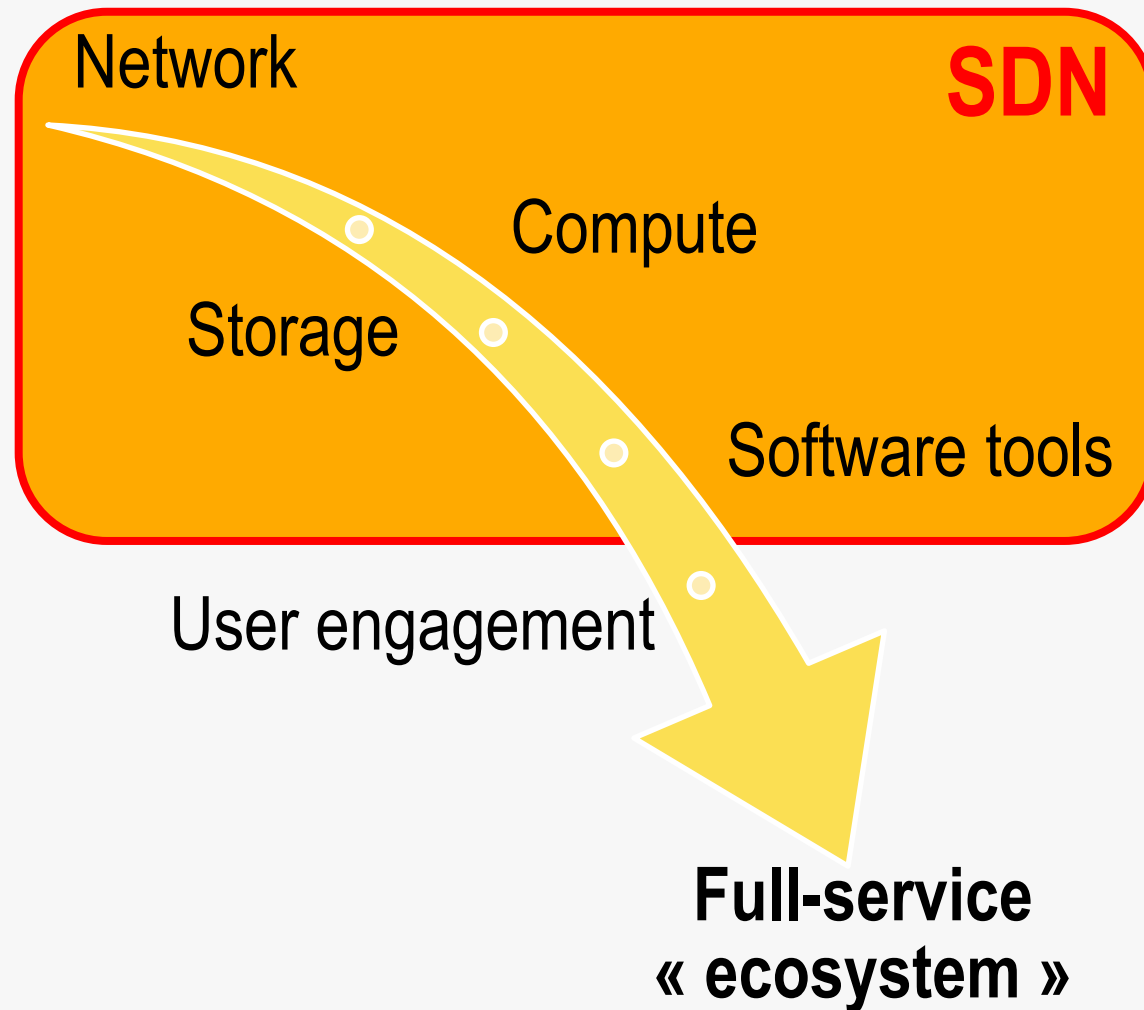 Network
SDN
Compute
Storage
Software tools
User engagement
Full-service
« ecosystem »